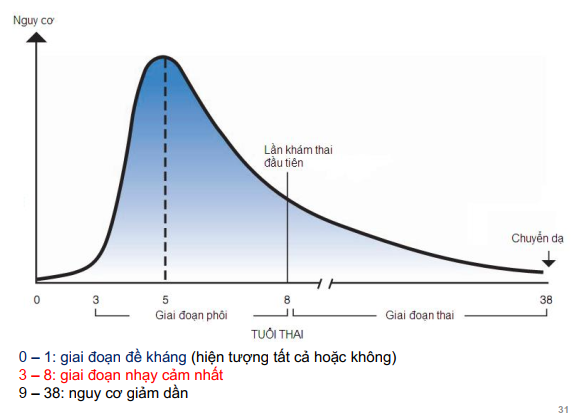 Nguy cơ
Lần khám thai
đầu tiên
Chuyển dạ
0 3 5 8 38
Giai đoạn phôi Giai đoạn thai
TUỔI THAI
0 – 1: giai đoạn đề kháng (hiện tượng tất cả hoặc không)
3 – 8: giai đoạn nhạy cảm nhất
9 – 38: nguy cơ giảm dần
31